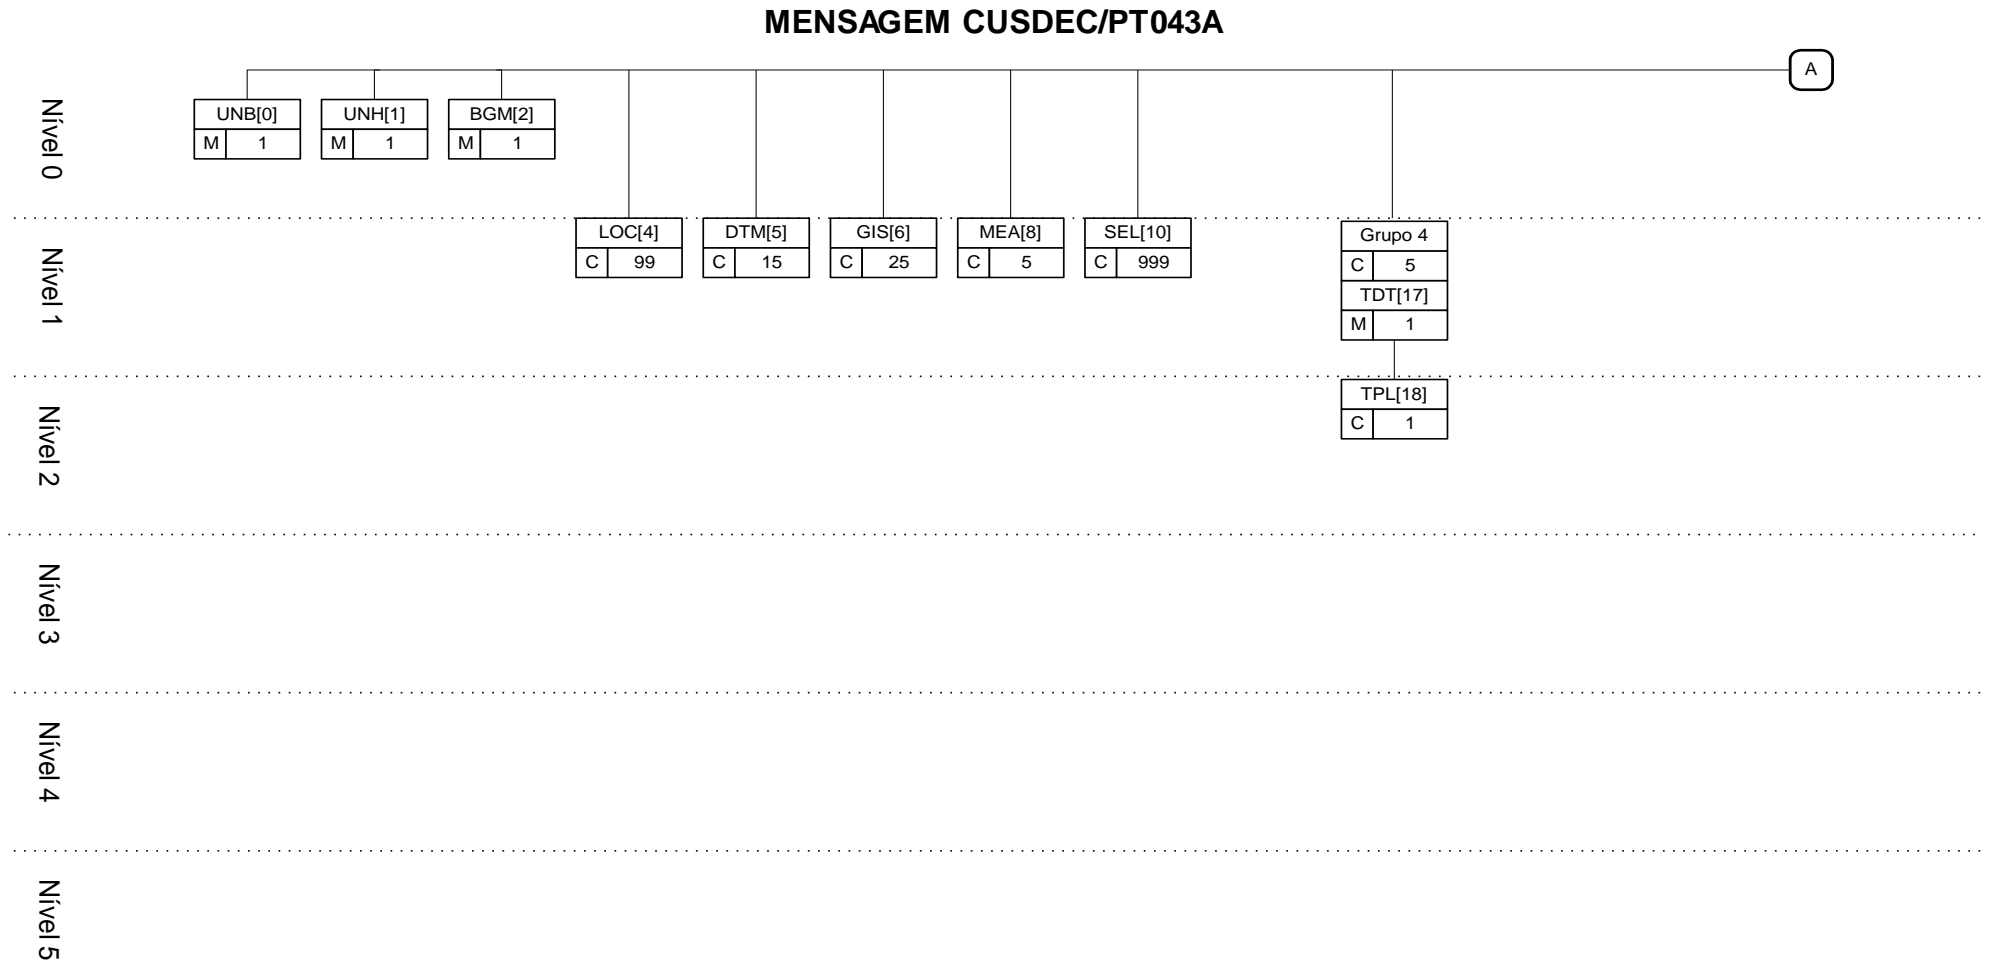 MENSAGEM CUSDEC/PT043A
A
Nível 0
UNB[0]
M 1
UNH[1]
M 1
BGM[2]
M 1
Nível 1
LOC[4]
C 99
DTM[5]
C 15
GIS[6]
C 25
MEA[8]
C 5
SEL[10]
C 999
Grupo 4
C 5
TDT[17]
M 1
Nível 2
TPL[18]
C 1
Nível 3
Nível 4
Nível 5